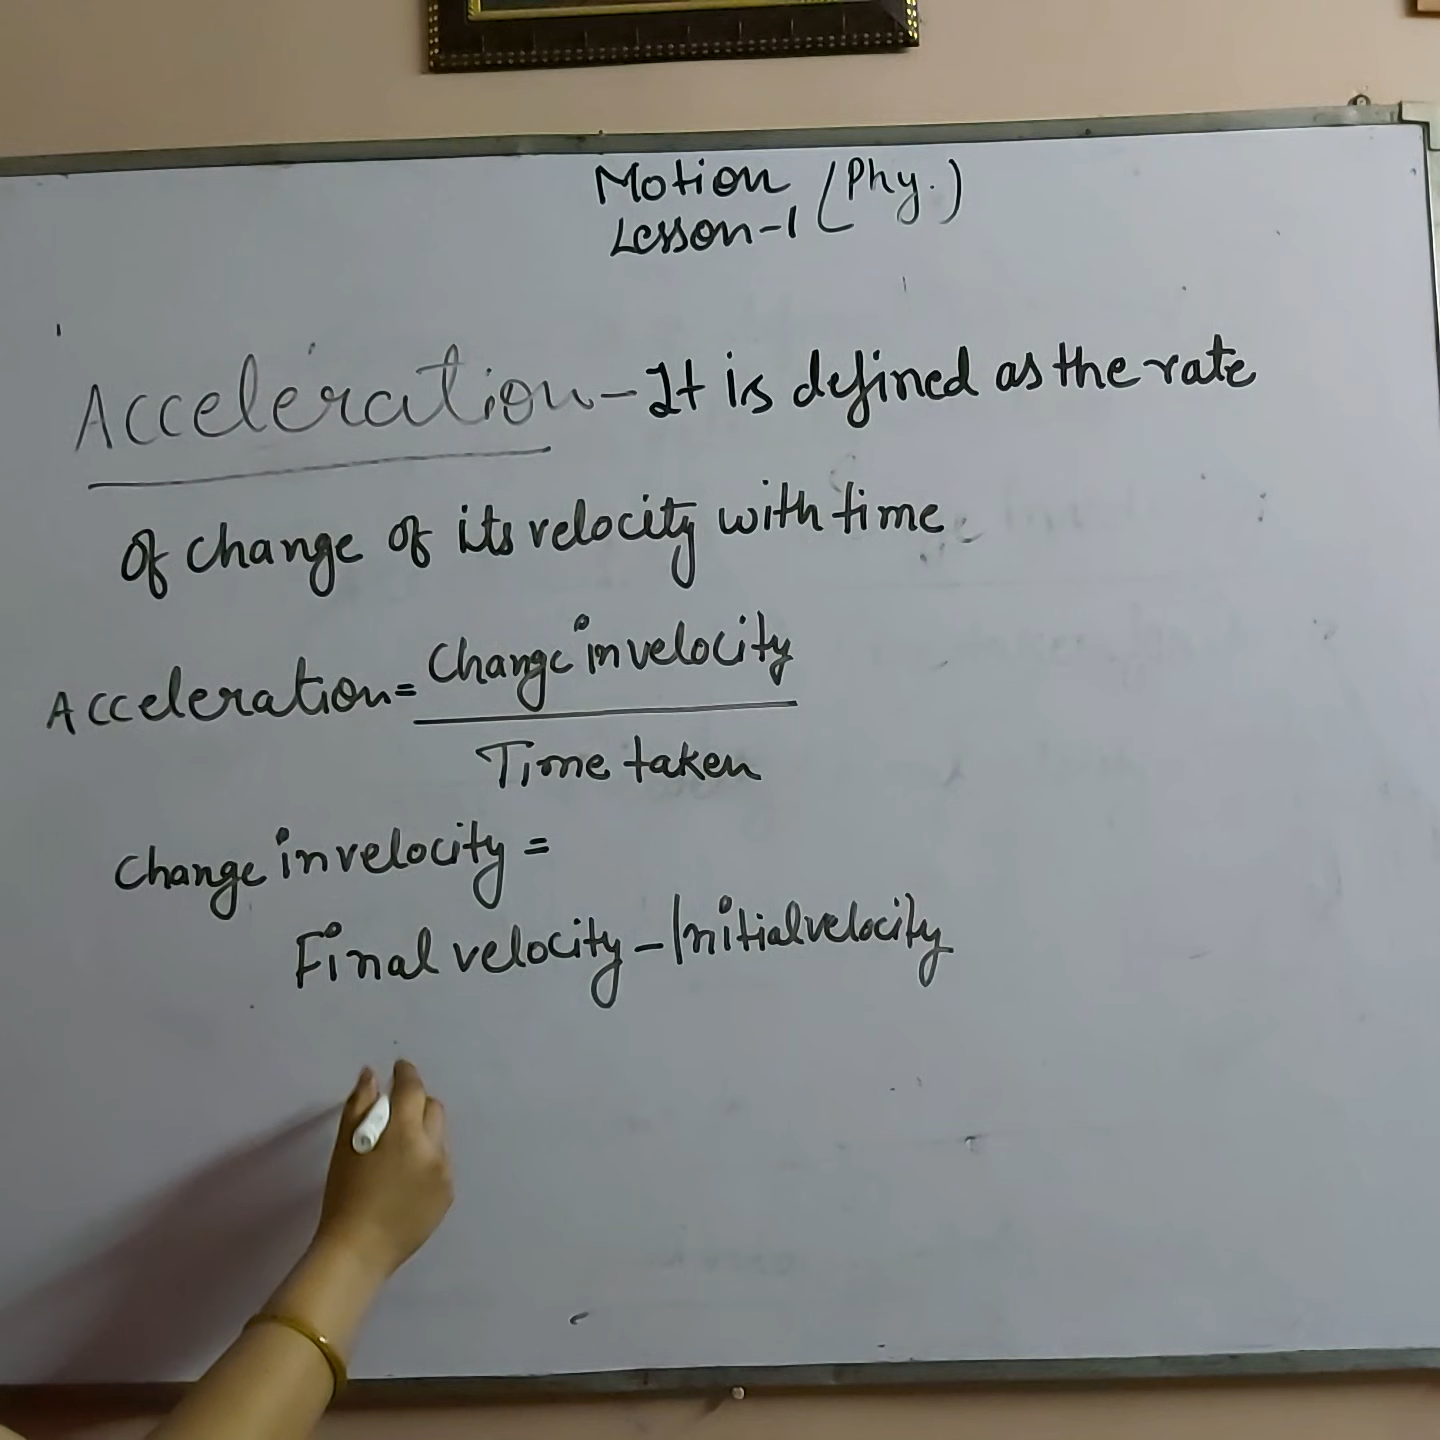 Motion (Phy.)
Lesson-1
Acceleration - It is defined as the rate
of change of its velocity with time
Acceleration = Change in velocity
Time taken
Change in velocity =
Final velocity - Initial velocity